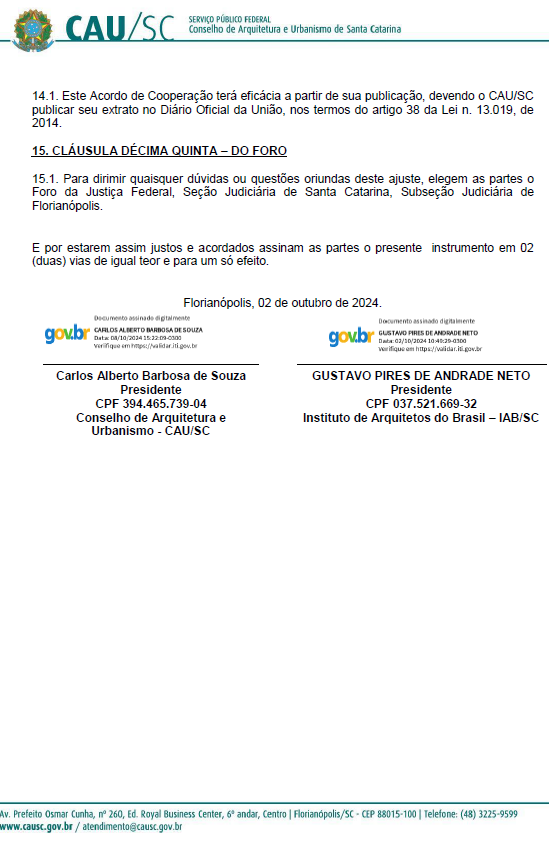 CAU/SC
SERVIÇO PÚBLICO FEDERAL
Conselho de Arquitetura e Urbanismo de Santa Catarina
14.1. Este Acordo de Cooperação terá eficácia a partir de sua publicação, devendo o CAU/SC
publicar seu extrato no Diário Oficial da União, nos termos do artigo 38 da Lei n. 13.019, de
2014.
15. CLÁUSULA DÉCIMA QUINTA – DO FORO
15.1. Para dirimir quaisquer dúvidas ou questões oriundas deste ajuste, elegem as partes o
Foro da Justiça Federal, Seção Judiciária de Santa Catarina, Subseção Judiciária de
Florianópolis.
E por estarem assim justos e acordados assinam as partes o presente instrumento em 02
(duas) vias de igual teor e para um só efeito.
Florianópolis, 02 de outubro de 2024.
gov.br
Documento assinado digitalmente
CARLOS ALBERTO BARBOSA DE SOUZA
Data: 08/10/2024 15:22:09-0300
Verifique em https://validar.iti.gov.br
Carlos Alberto Barbosa de Souza
Presidente
CPF 394.465.739-04
Conselho de Arquitetura e
Urbanismo - CAU/SC
gov.br
Documento assinado digitalmente
GUSTAVO PIRES DE ANDRADE NETO
Data: 02/10/2024 10:49:29-0300
Verifique em https://validar.iti.gov.br
GUSTAVO PIRES DE ANDRADE NETO
Presidente
CPF 037.521.669-32
Instituto de Arquitetos do Brasil – IAB/SC
Av. Prefeito Osmar Cunha, nº 260, Ed. Royal Business Center, 6º andar, Centro | Florianópolis/SC - CEP 88015-100 | Telefone: (48) 3225-9599
www.causc.gov.br / atendimento@causc.gov.br